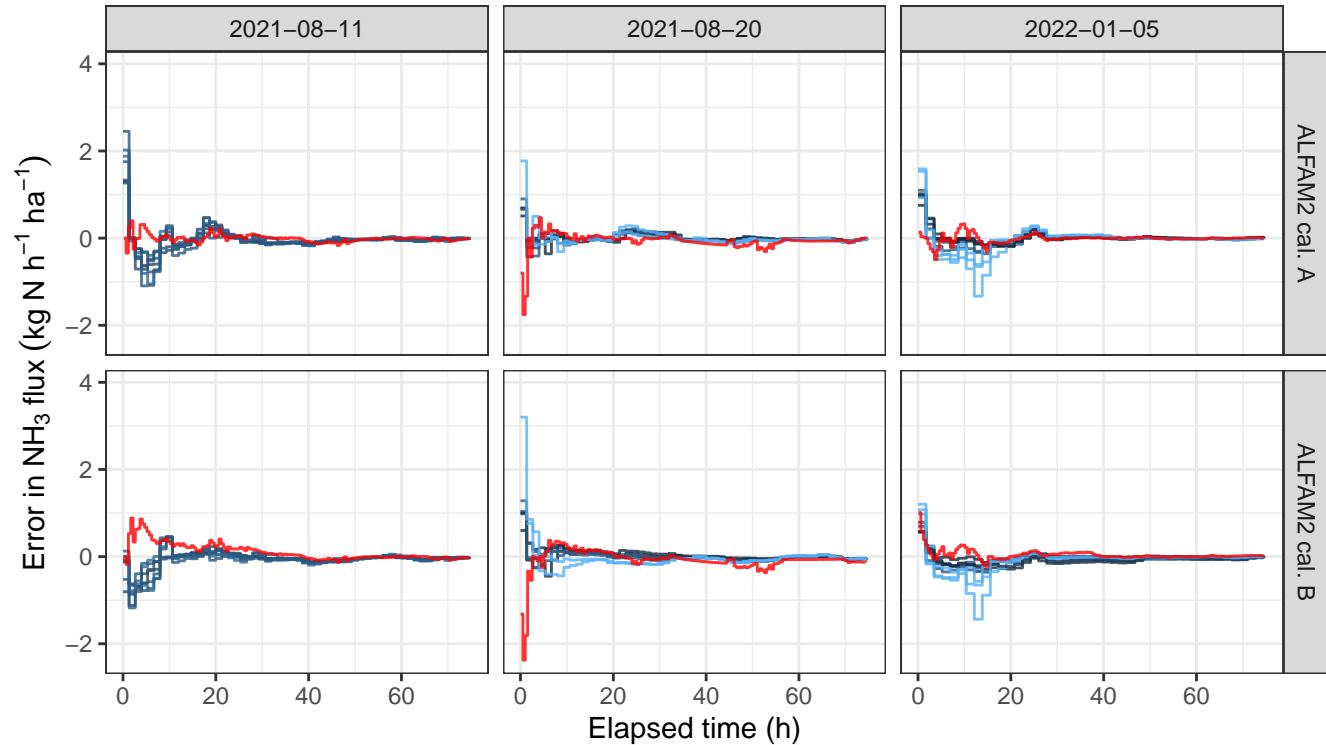 2021−08−11 2021−08−20 2022−01−05
4
2
0
−2
ALFAM2 cal. A
4
2
0
−2
ALFAM2 cal. B
Error in NH₃ flux (kg N h⁻¹ ha⁻¹)
0 20 40 60 0 20 40 60 0 20 40 60
Elapsed time (h)